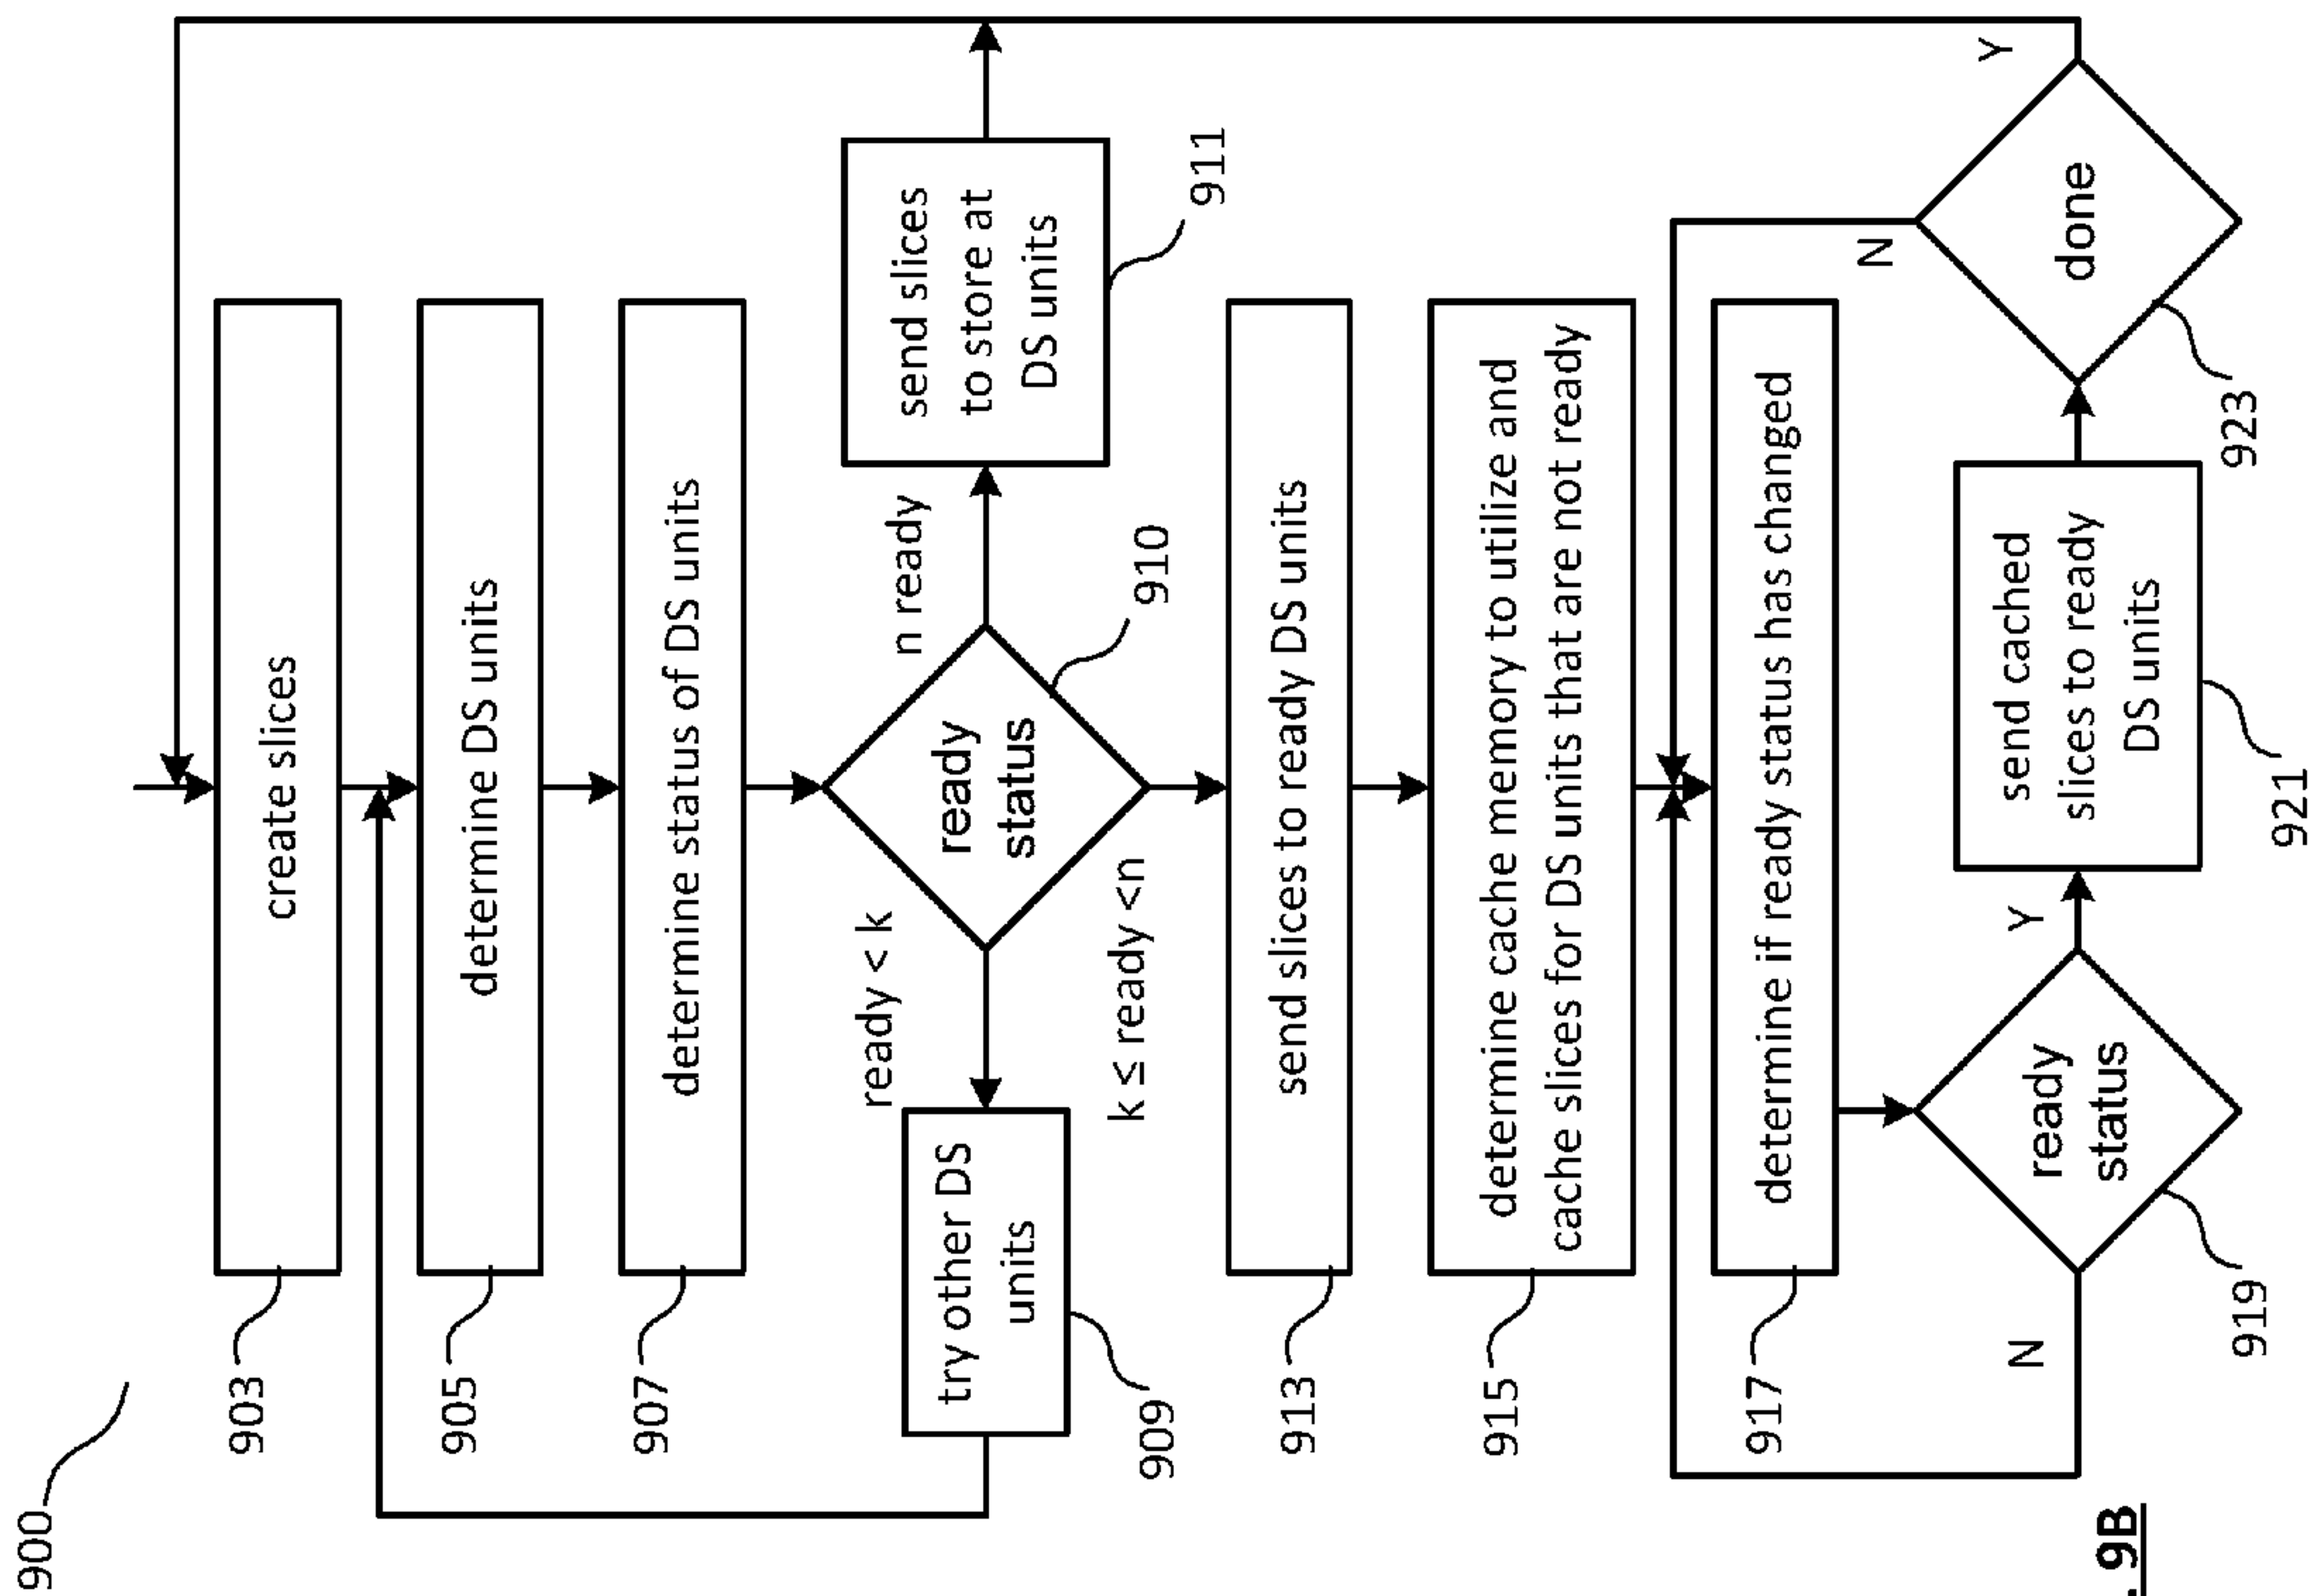 900
903
create slices
905
determine DS units
907
determine status of DS units
ready < k
ready
status
n ready
910
try other DS
units
909
send slices
to store at
DS units
911
k ≤ ready <n
913
send slices to ready DS units
915
determine cache memory to utilize and
cache slices for DS units that are not ready
917
determine if ready status has changed
N
ready
status
919
Y
send cached
slices to ready
DS units
921
N
done
923
Y
. 9B